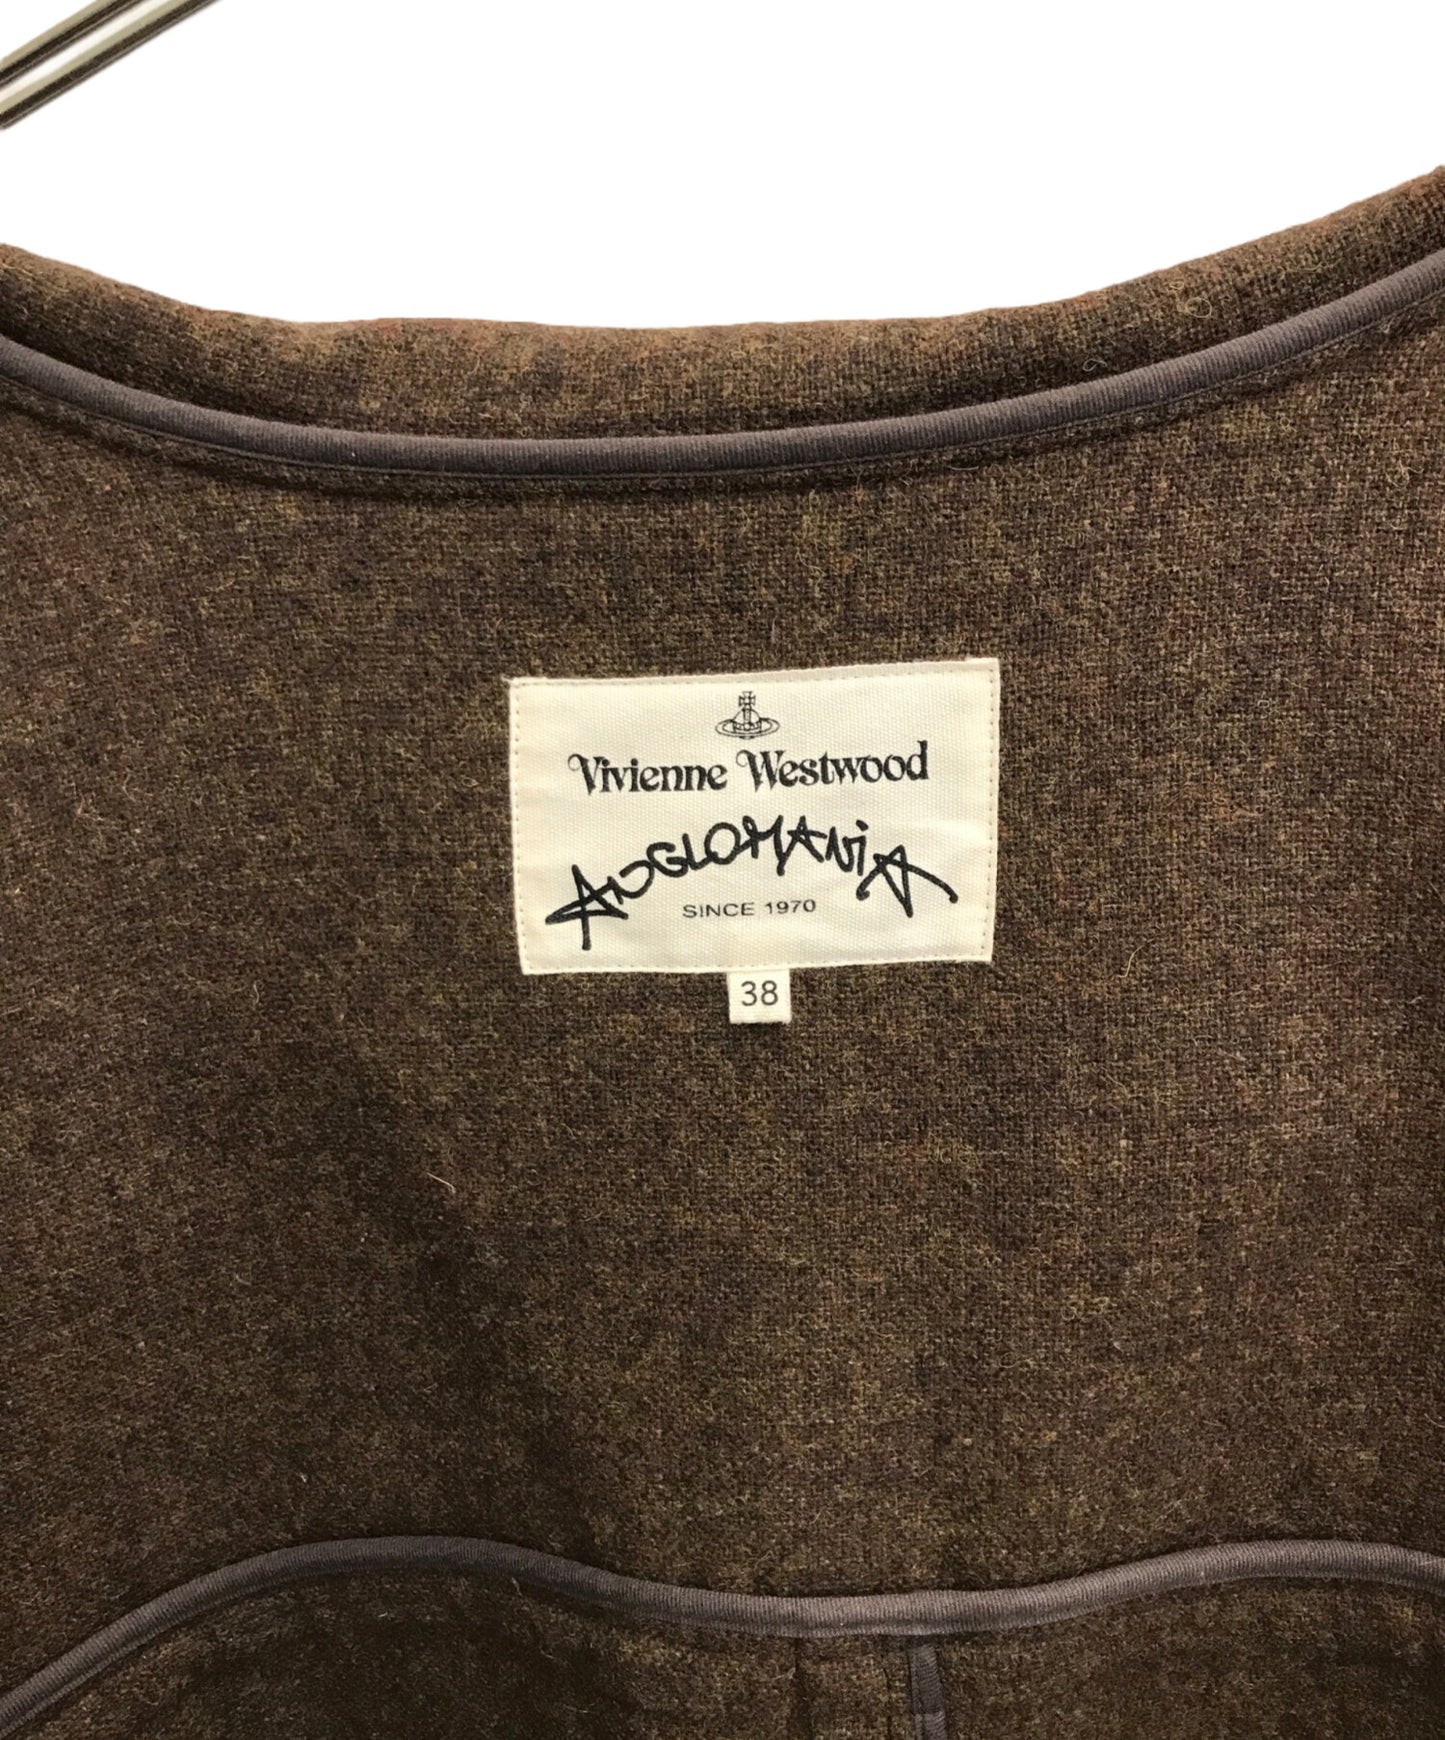 Vivienne Westwood
ANGLOMANiA
SINCE 1970
38